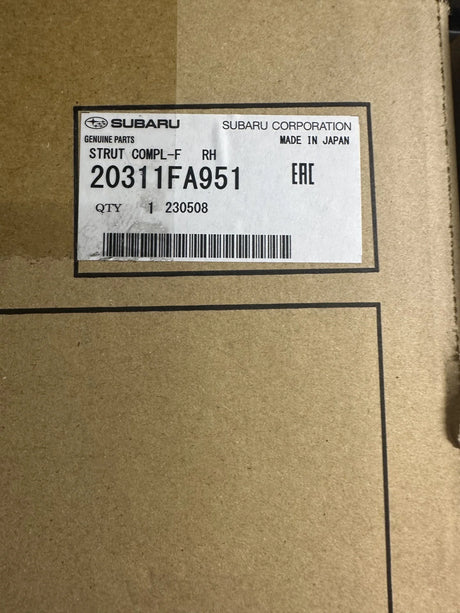 SUBARU SUBARU CORPORATION
GENUINE PARTS MADE IN JAPAN
STRUT COMPL-F RH
20311FA951 EAC
QTY 1 230508